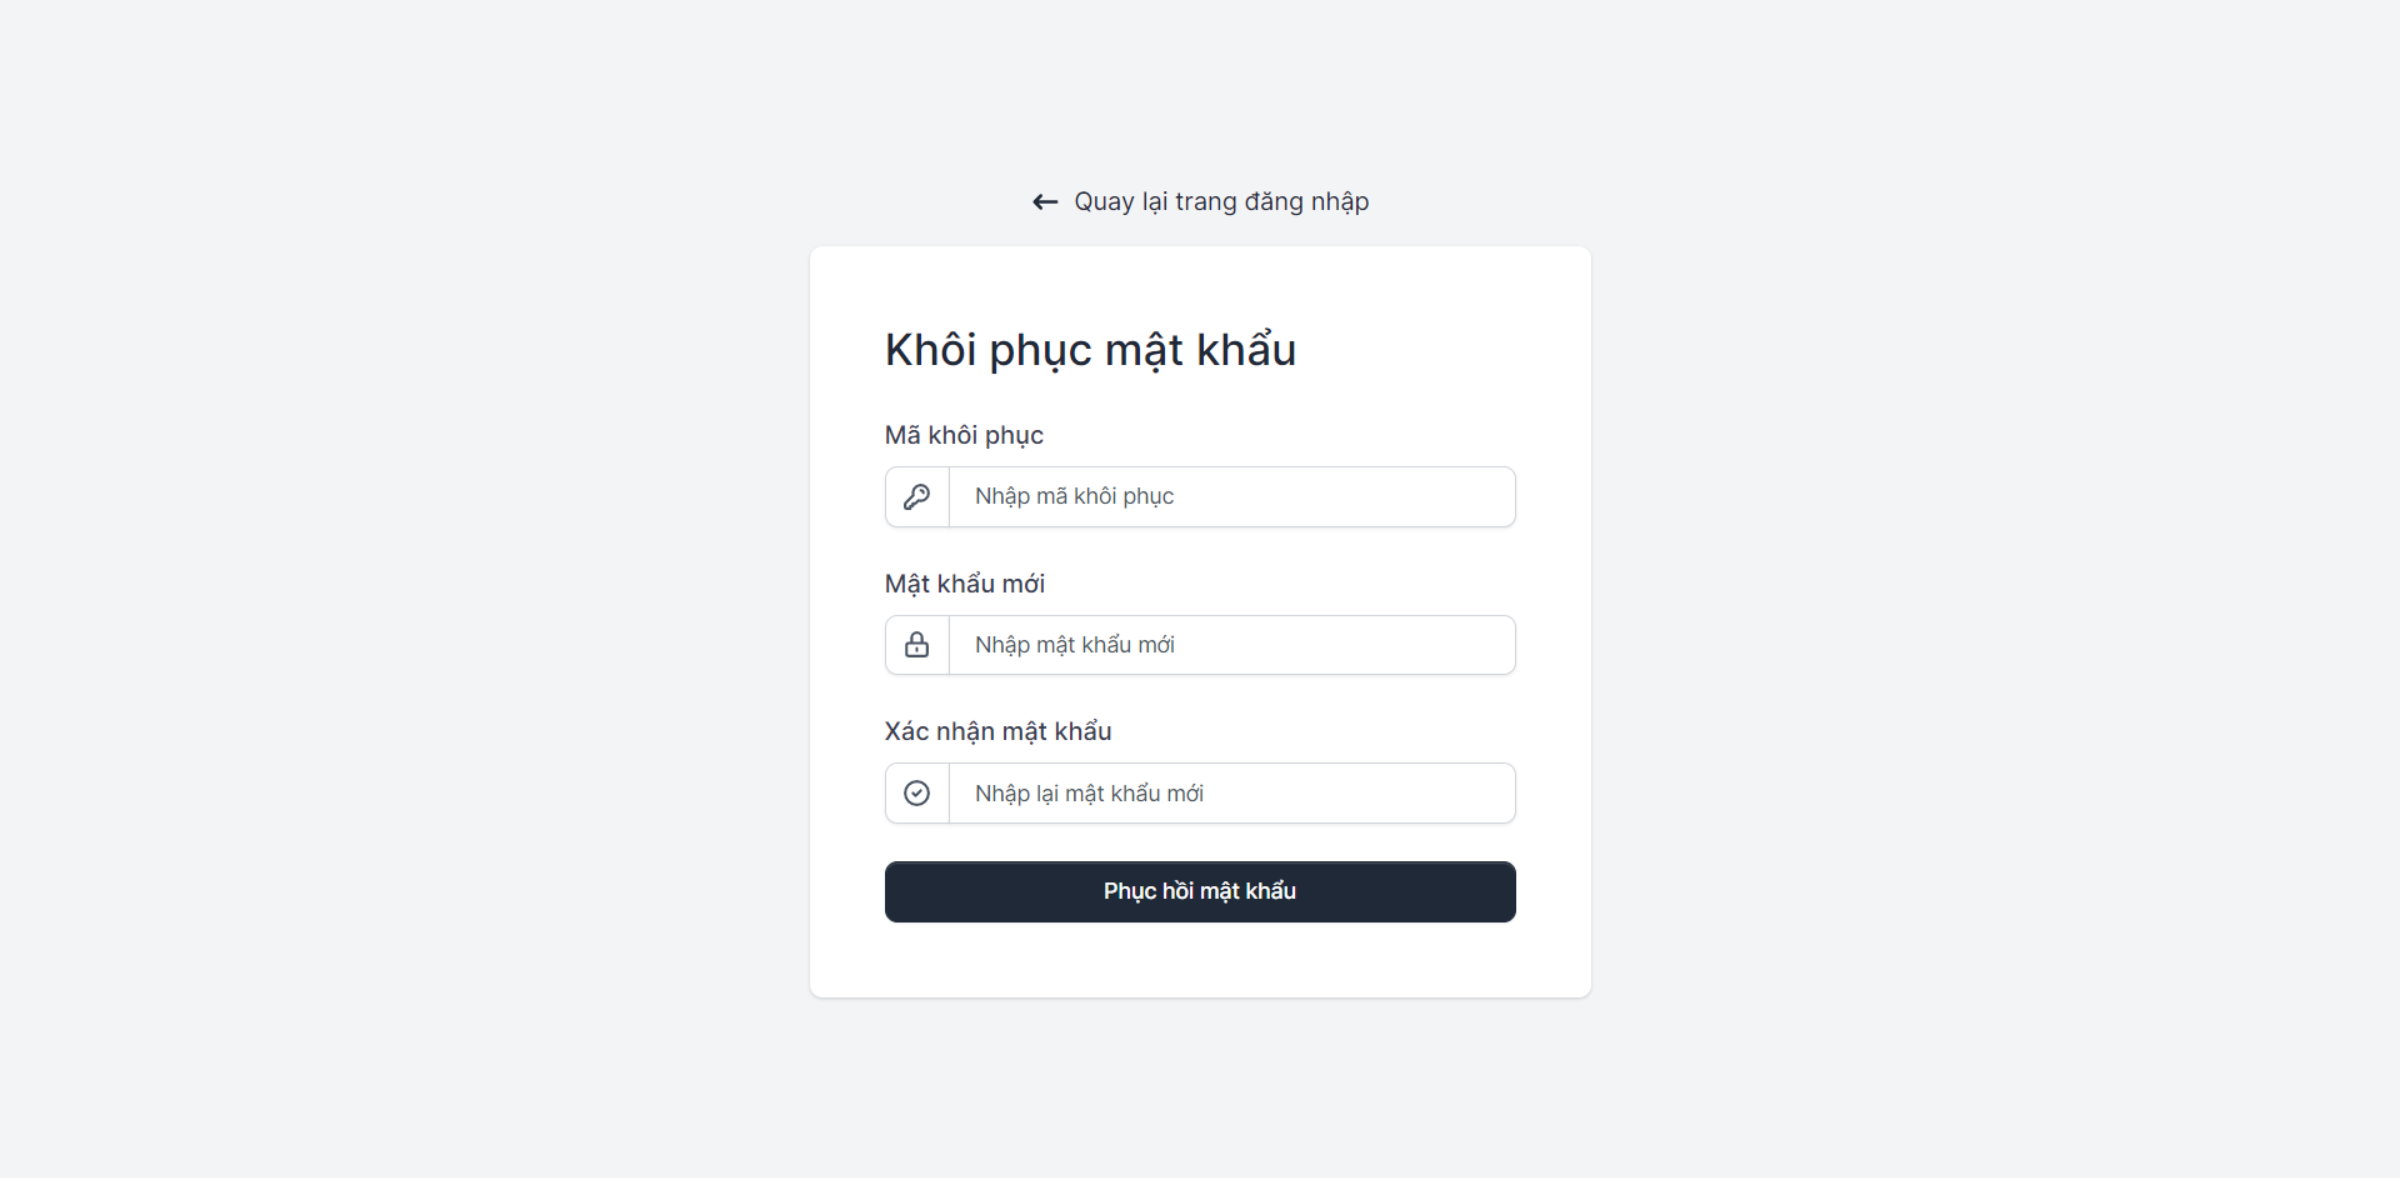 Quay lại trang đăng nhập
Khôi phục mật khẩu
Mã khôi phục
Nhập mã khôi phục
Mật khẩu mới
Nhập mật khẩu mới
Xác nhận mật khẩu
Nhập lại mật khẩu mới
Phục hồi mật khẩu